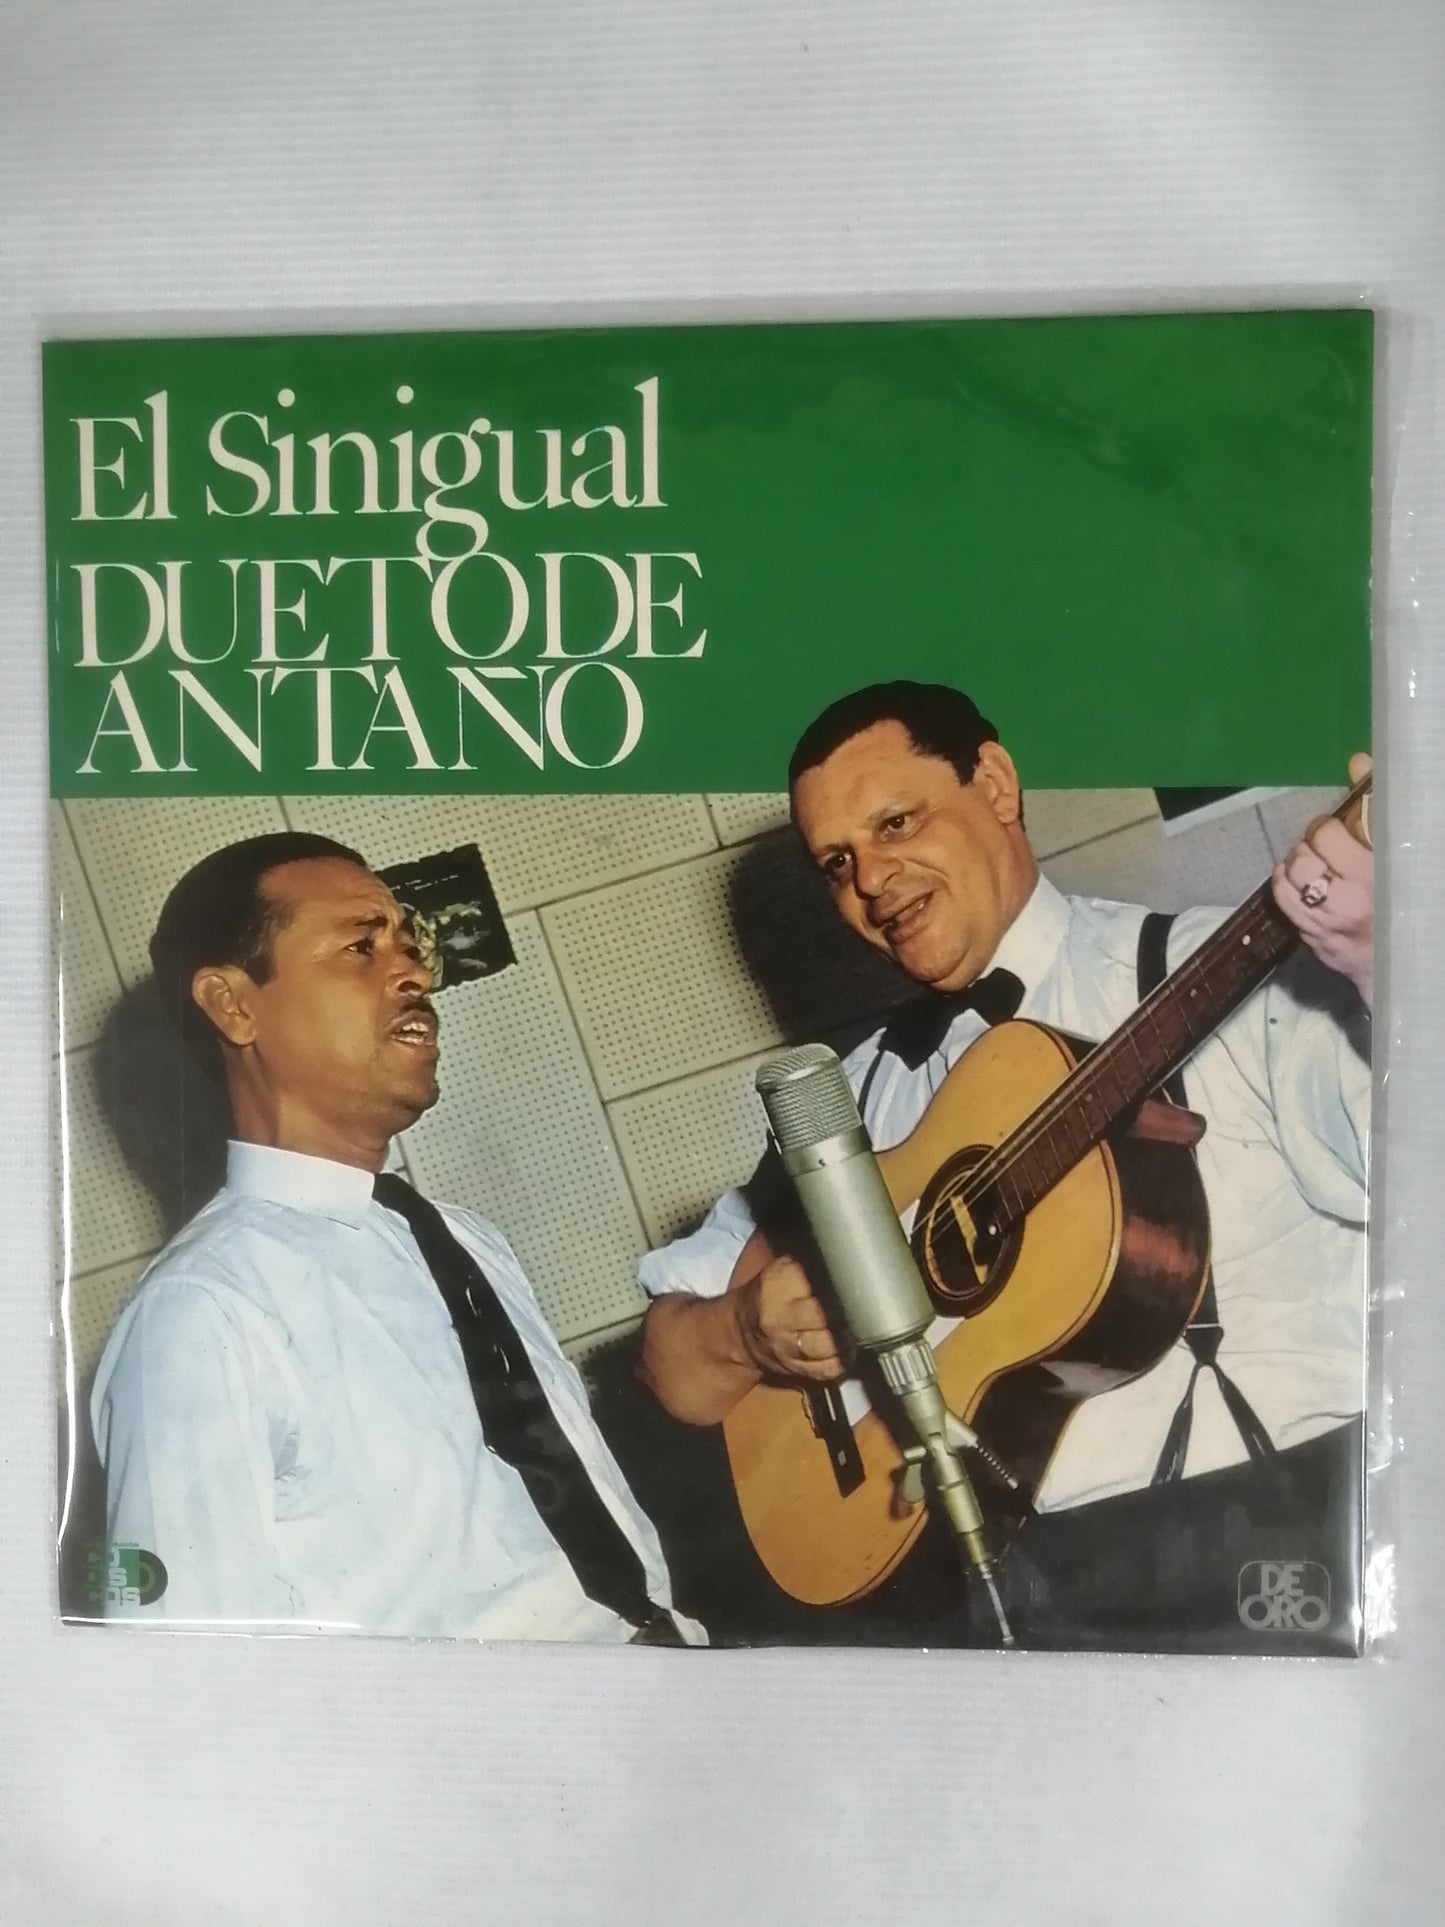 El Sinigual
DUETO DE
ANTAÑO
DE
ORO